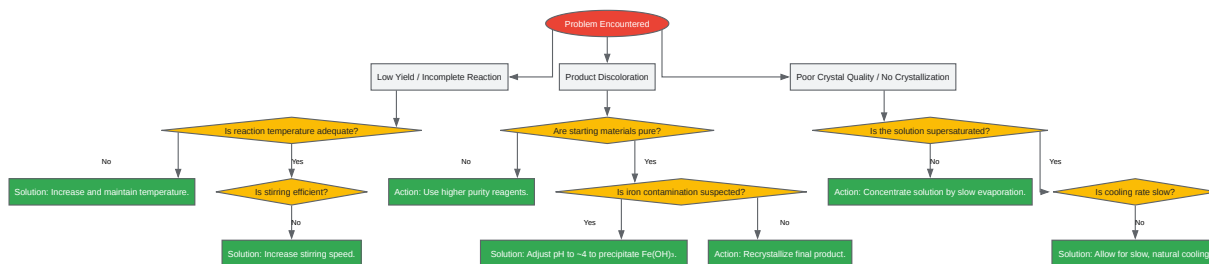 Problem Encountered
Low Yield / Incomplete Reaction
Product Discoloration
Poor Crystal Quality / No Crystallization
Is reaction temperature adequate?
Are starting materials pure?
Is the solution supersaturated?
No
Yes
No
Yes
No
Yes
Solution: Increase and maintain temperature.
Is stirring efficient?
Action: Use higher purity reagents.
Is iron contamination suspected?
Action: Concentrate solution by slow evaporation.
Is cooling rate slow?
No
Yes
No
No
Solution: Increase stirring speed.
Solution: Adjust pH to ~4 to precipitate Fe(OH)₃.
Action: Recrystallize final product.
Solution: Allow for slow, natural cooling